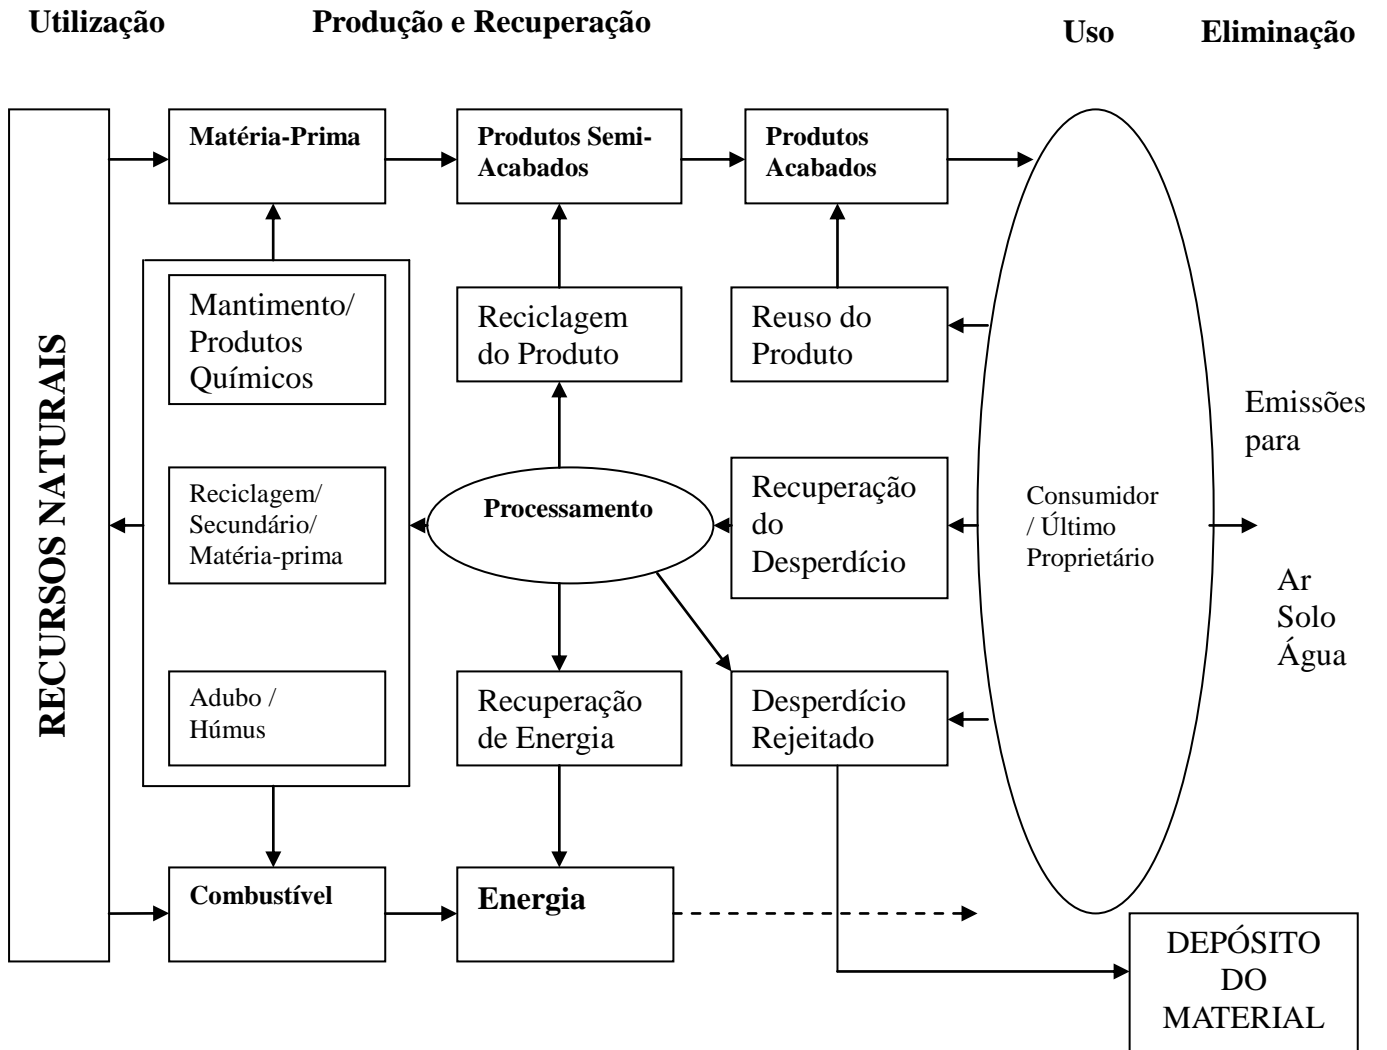 Utilização
Produção e Recuperação
Uso
Eliminação
RECURSOS NATURAIS
Matéria-Prima
Produtos Semi-
Acabados
Produtos
Acabados
Mantimento/
Produtos
Químicos
Reciclagem
do Produto
Reuso do
Produto
Emissões
para
Reciclagem/
Secundário/
Matéria-prima
Processamento
Recuperação
do
Desperdício
Consumidor
/ Último
Proprietário
Ar
Solo
Água
Adubo /
Húmus
Recuperação
de Energia
Desperdício
Rejeitado
Combustível
Energia
DEPÓSITO
DO
MATERIAL